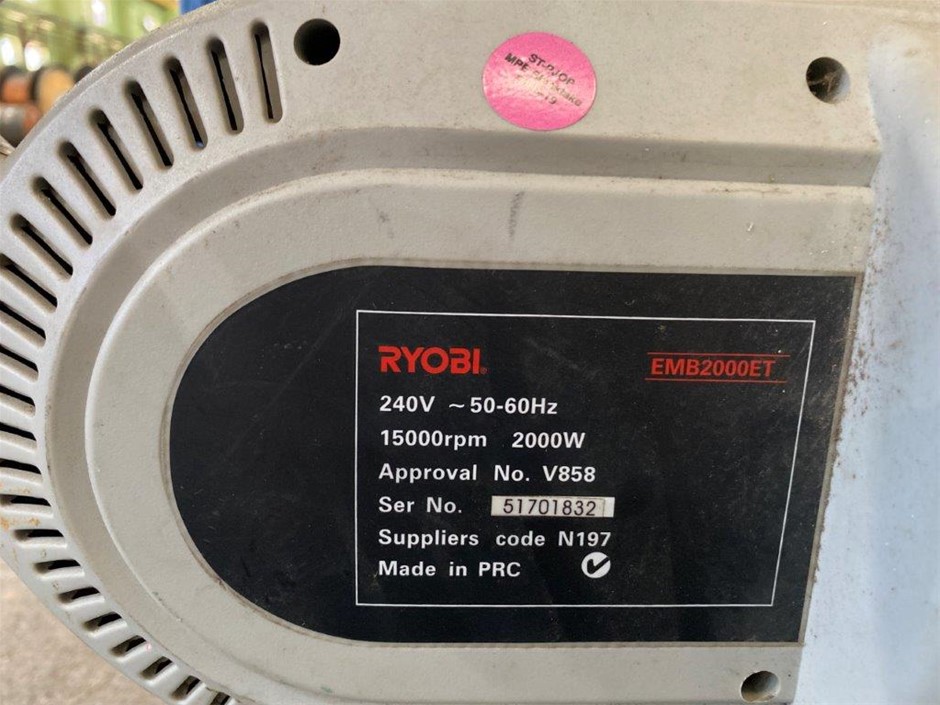 RYOBI
EMB2000ET
240V ~ 50-60Hz
15000rpm 2000W
Approval No. V858
Ser No. 51701832
Suppliers code N197
Made in PRC